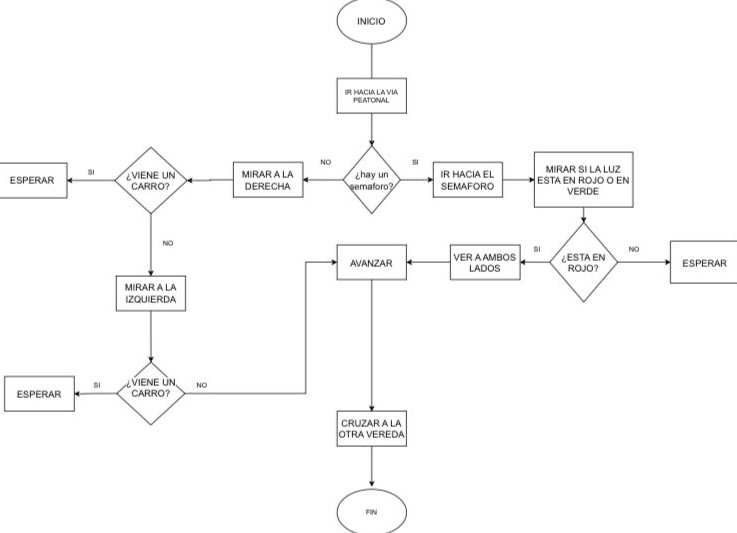 INICIO
IR HACIA LA VIA
PEATONAL
¿hay un
semaforo?
NO
SI
MIRAR A LA
DERECHA
¿VIENE UN
CARRO?
SI
ESPERAR
NO
MIRAR A LA
IZQUIERDA
¿VIENE UN
CARRO?
SI
ESPERAR
NO
IR HACIA EL
SEMAFORO
MIRAR SI LA LUZ
ESTA EN ROJO O EN
VERDE
¿ESTA EN
ROJO?
SI
NO
ESPERAR
VER A AMBOS
LADOS
AVANZAR
CRUZAR A LA
OTRA VEREDA
FIN